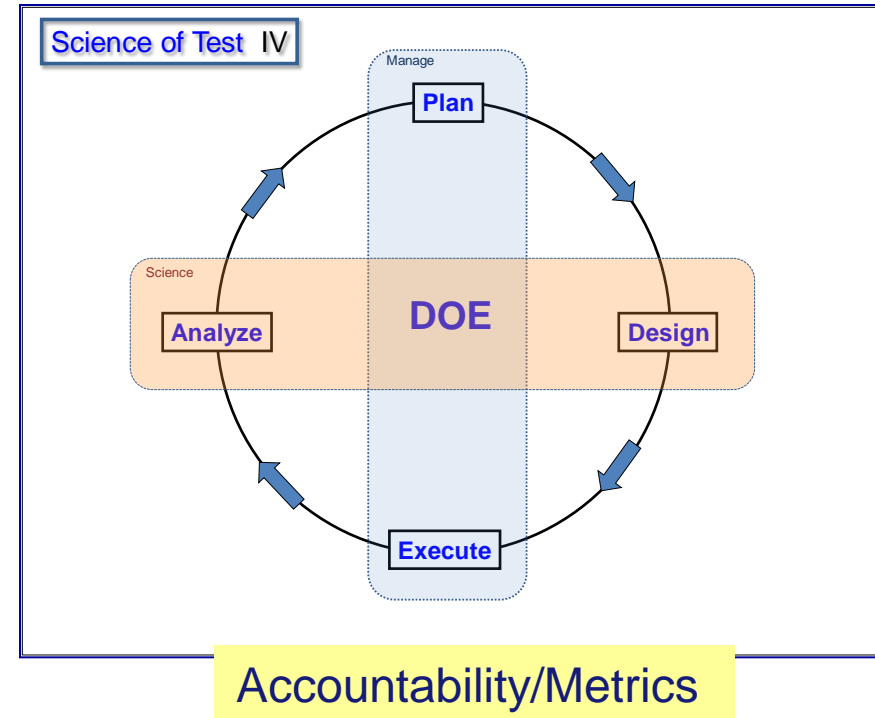 Science of Test IV
Manage
Plan
Science
Analyze
DOE
Design
Execute
Accountability/Metrics